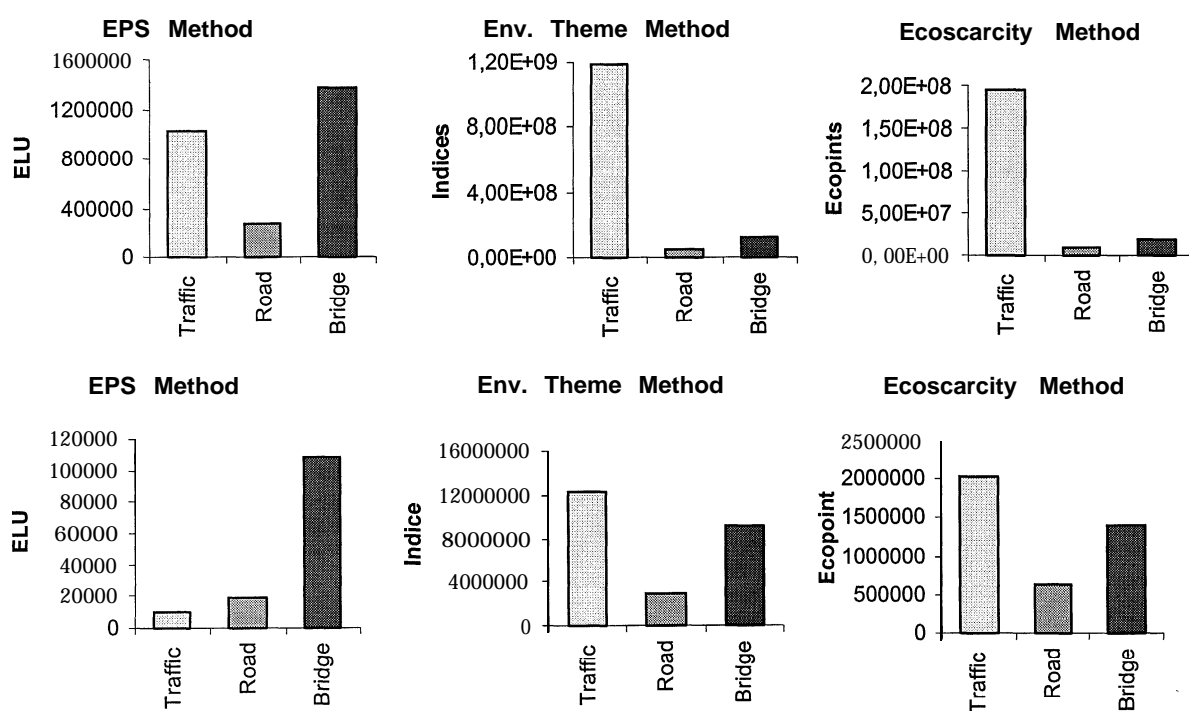 EPS Method
1600000
1200000
800000
400000
0
ELU
Traffic
Road
Bridge
Env. Theme Method
1,20E+09
8,00E+08
4,00E+08
0,00E+00
Indices
Traffic
Road
Bridge
Ecoscarcity Method
2,00E+08
1,50E+08
1,00E+08
5,00E+07
0, 00E+00
Ecopints
Traffic
Road
Bridge
EPS Method
120000
100000
80000
60000
40000
20000
0
ELU
Traffic
Road
Bridge
Env. Theme Method
16000000
12000000
8000000
4000000
0
Indice
Traffic
Road
Bridge
Ecoscarcity Method
2500000
2000000
1500000
1000000
500000
0
Ecopoint
Traffic
Road
Bridge